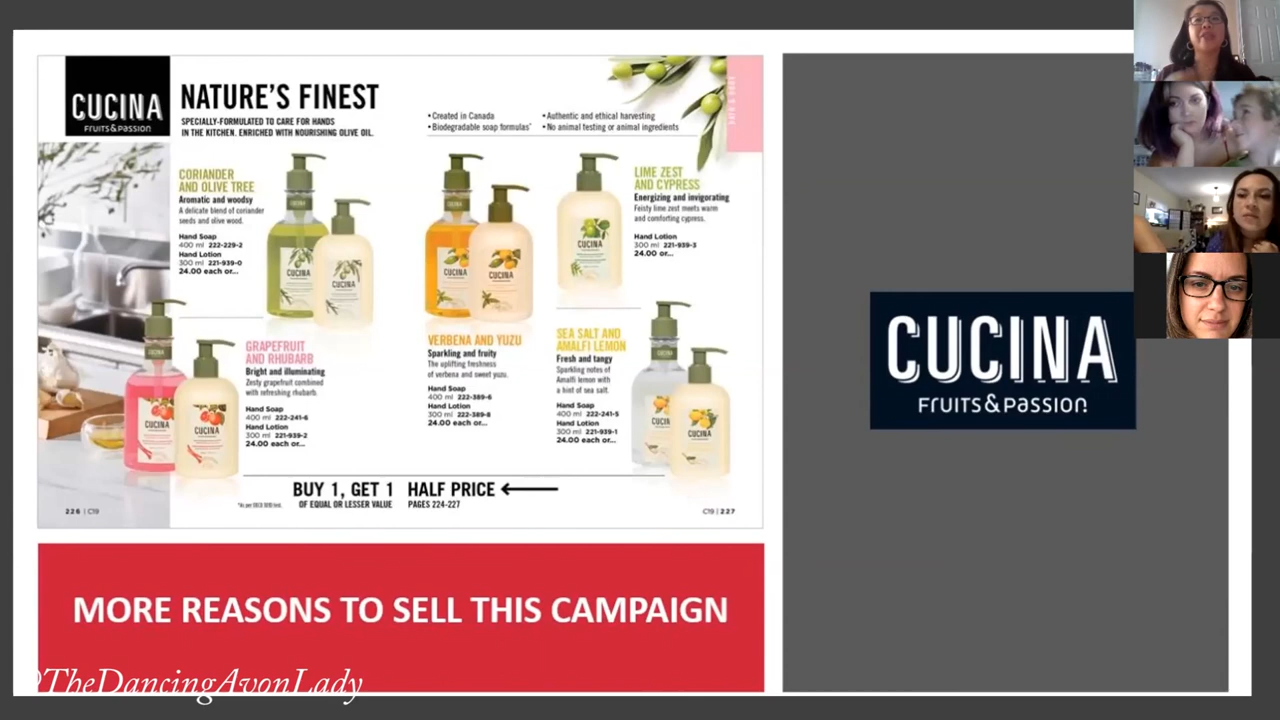 CUCINA
FRUITS & PASSION
NATURE'S FINEST
SPECIALLY-FORMULATED TO CARE FOR HANDS
IN THE KITCHEN. ENRICHED WITH NOURISHING OLIVE OIL.
• Created in Canada
• Biodegradable soap formulas*
• Authentic and ethical harvesting
• No animal testing or animal ingredients
CORIANDER
AND OLIVE TREE
Aromatic and woodsy
A delicate blend of coriander
seeds and olive wood.
Hand Soap
400 ml 222-229-2
Hand Lotion
300 ml 221-939-0
24.00 each or...
CUCINA
CUCINA
CUCINA
CUCINA
LIME ZEST
AND CYPRESS
Energizing and invigorating
Feisty lime zest meets warm
and comforting cypress.
Hand Lotion
300 ml 221-939-3
24.00 or...
CUCINA
GRAPEFRUIT
AND RHUBARB
Bright and illuminating
Zesty grapefruit combined
with refreshing rhubarb.
Hand Soap
400 ml 222-241-6
Hand Lotion
300 ml 221-939-2
24.00 each or...
CUCINA
CUCINA
VERBENA AND YUZU
Sparkling and fruity
The uplifting freshness
of verbena and sweet yuzu.
Hand Soap
400 ml 222-389-6
Hand Lotion
300 ml 222-389-8
24.00 each or...
SEA SALT AND
AMALFI LEMON
Fresh and tangy
Sparkling notes of
Amalfi lemon with
a hint of sea salt.
Hand Soap
400 ml 222-241-5
Hand Lotion
300 ml 221-939-1
24.00 each or...
CUCINA
BUY 1, GET 1 HALF PRICE
OF EQUAL OR LESSER VALUE PAGES 224-227
226 | C19
C19 | 227
CUCINA
FRUITS & PASSION
MORE REASONS TO SELL THIS CAMPAIGN
@TheDancingAvonLady